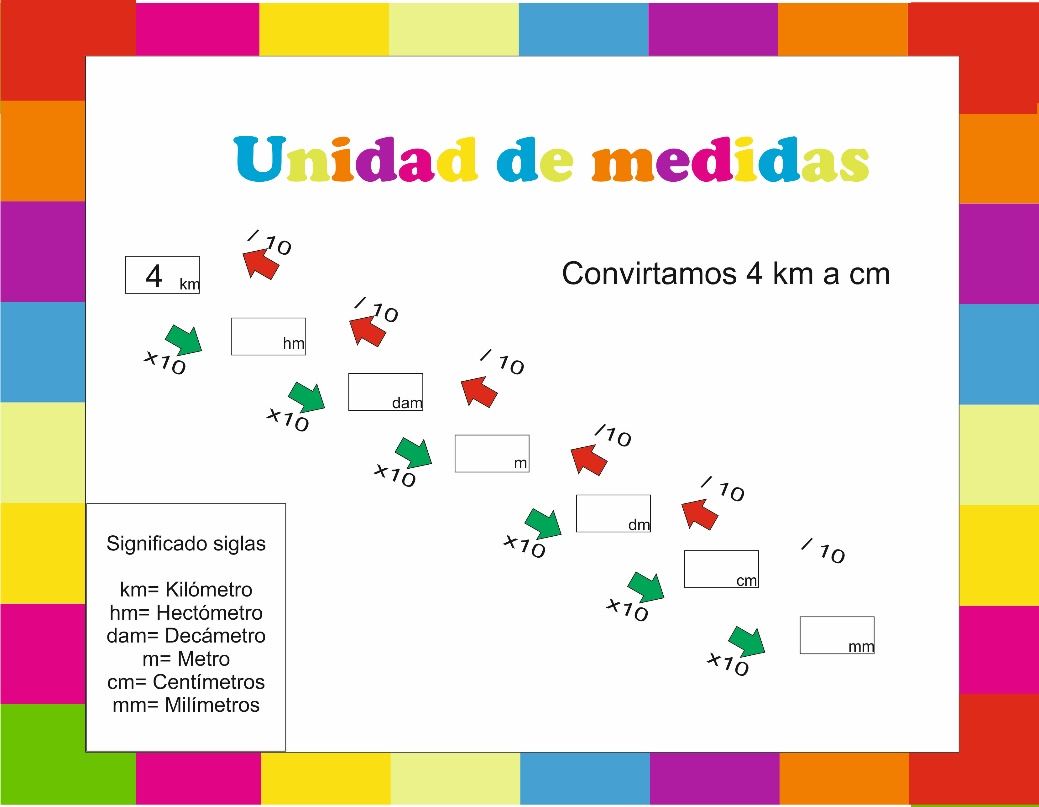 Unidad de medidas
/ 10
4 km
Convirtamos 4 km a cm
x10
hm
/ 10
x10
dam
/ 10
x10
m
/10
x10
dm
/ 10
x10
cm
/ 10
x10
mm
Significado siglas
km= Kilómetro
hm= Hectómetro
dam= Decámetro
m= Metro
cm= Centímetros
mm= Milímetros